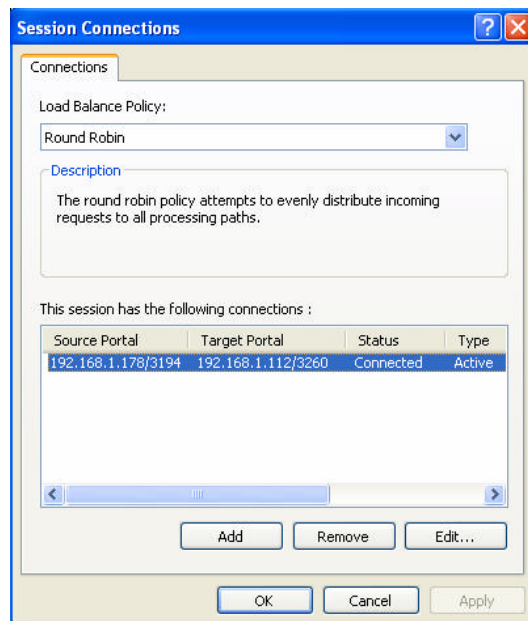 Session Connections
Connections
Load Balance Policy:
Round Robin
Description
The round robin policy attempts to evenly distribute incoming
requests to all processing paths.
This session has the following connections :
Source Portal Target Portal Status Type
192.168.1.178/3194 192.168.1.112/3260 Connected Active
Add Remove Edit...
OK Cancel Apply